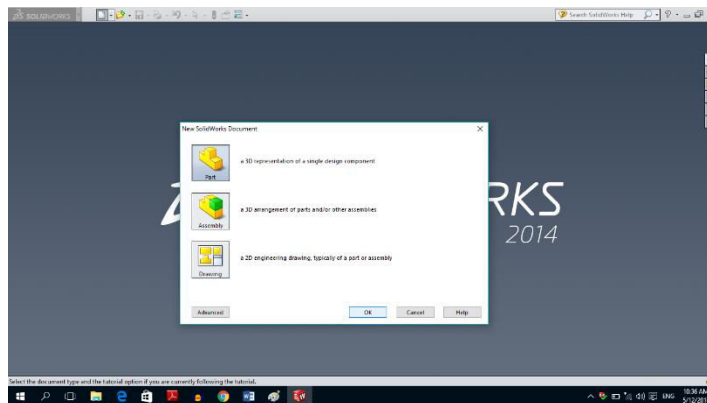 SOLIDWORKS
Search SolidWorks Help
New SolidWorks Document
Part
a 3D representation of a single design component
Assembly
a 3D arrangement of parts and/or other assemblies
RKS
2014
Drawing
a 2D engineering drawing, typically of a part or assembly
Advanced
OK
Cancel
Help
Select the document type and the tutorial option if you are currently following the tutorial.
ENG
10:36 AM
5/12/201